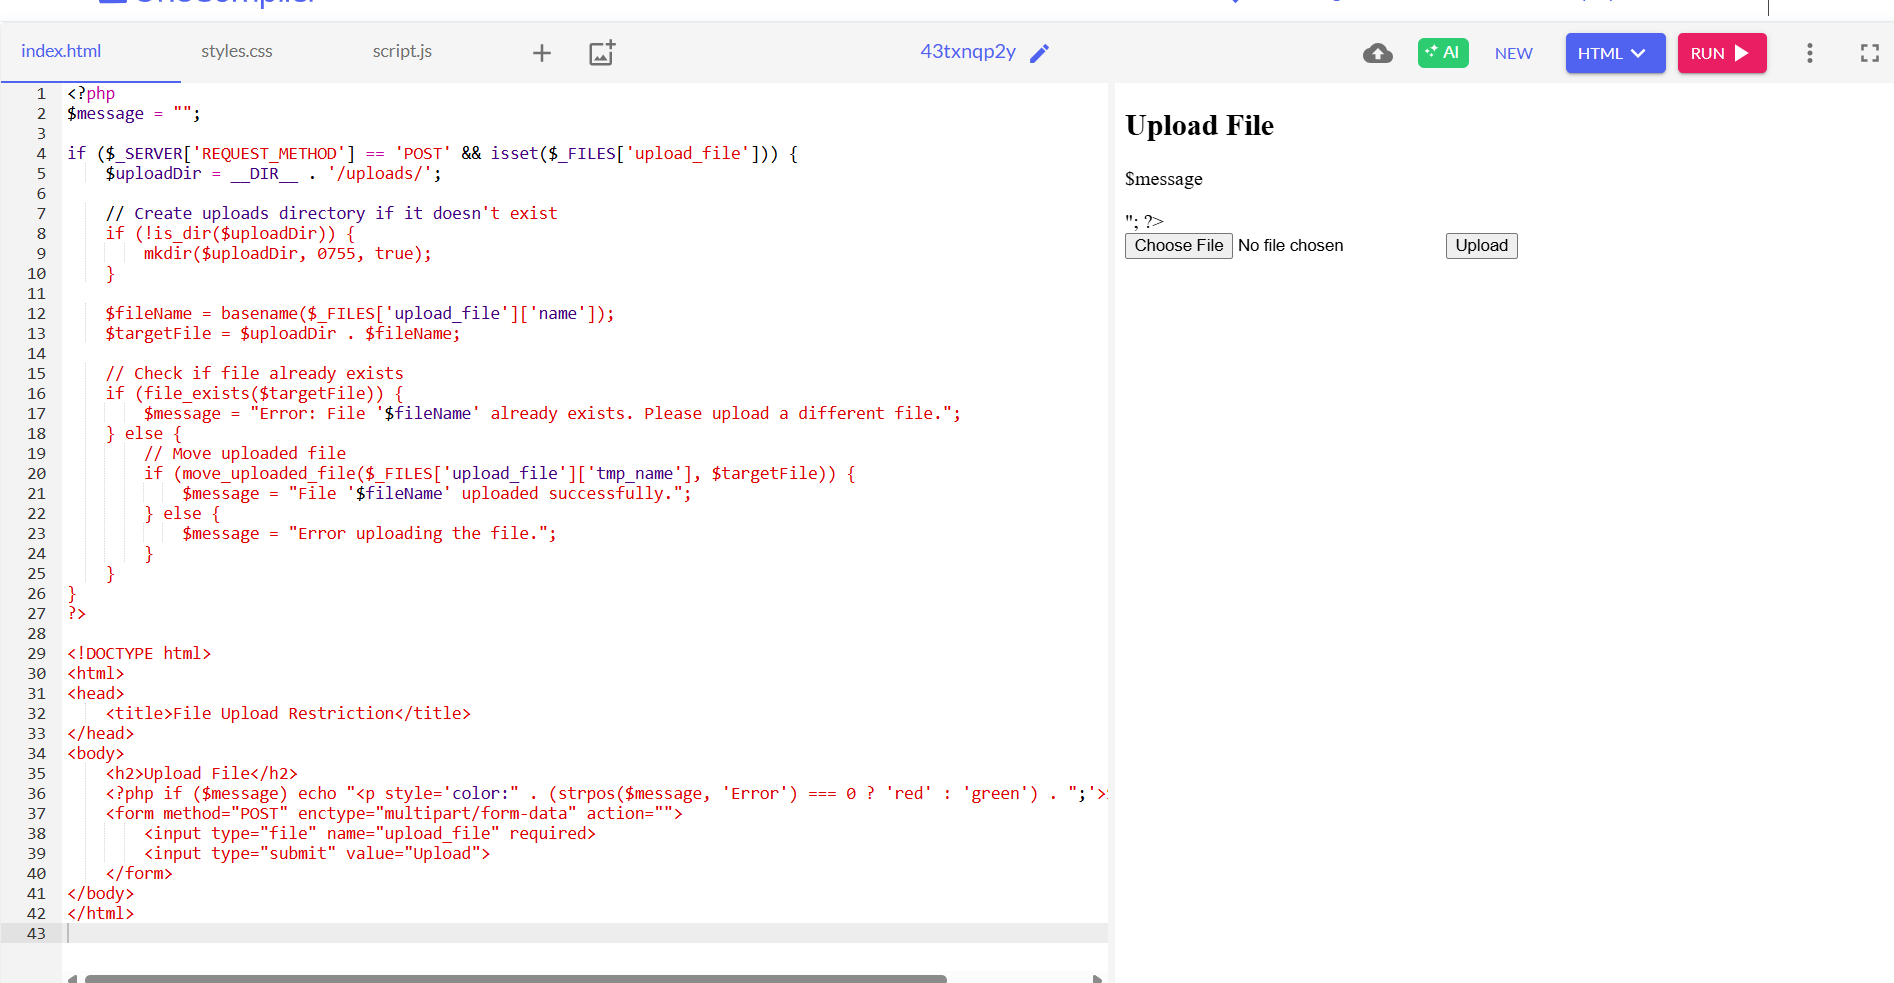 index.html styles.css script.js 43txnqp2y AI NEW HTML RUN
1 <?php
2 $message = "";
3
4 if ($_SERVER['REQUEST_METHOD'] == 'POST' && isset($_FILES['upload_file'])) {
5 $uploadDir = __DIR__ . '/uploads/';
6
7 // Create uploads directory if it doesn't exist
8 if (!is_dir($uploadDir)) {
9 mkdir($uploadDir, 0755, true);
10 }
11
12 $fileName = basename($_FILES['upload_file']['name']);
13 $targetFile = $uploadDir . $fileName;
14
15 // Check if file already exists
16 if (file_exists($targetFile)) {
17 $message = "Error: File '$fileName' already exists. Please upload a different file.";
18 } else {
19 // Move uploaded file
20 if (move_uploaded_file($_FILES['upload_file']['tmp_name'], $targetFile)) {
21 $message = "File '$fileName' uploaded successfully.";
22 } else {
23 $message = "Error uploading the file.";
24 }
25 }
26 }
27 ?>
28
29 <!DOCTYPE html>
30 <html>
31 <head>
32 <title>File Upload Restriction</title>
33 </head>
34 <body>
35 <h2>Upload File</h2>
36 <?php if ($message) echo "<p style='color:" . (strpos($message, 'Error') === 0 ? 'red' : 'green') . ";'>
37 <form method="POST" enctype="multipart/form-data" action="">
38 <input type="file" name="upload_file" required>
39 <input type="submit" value="Upload">
40 </form>
41 </body>
42 </html>
43
Upload File
$message
"; ?>
Choose File No file chosen Upload